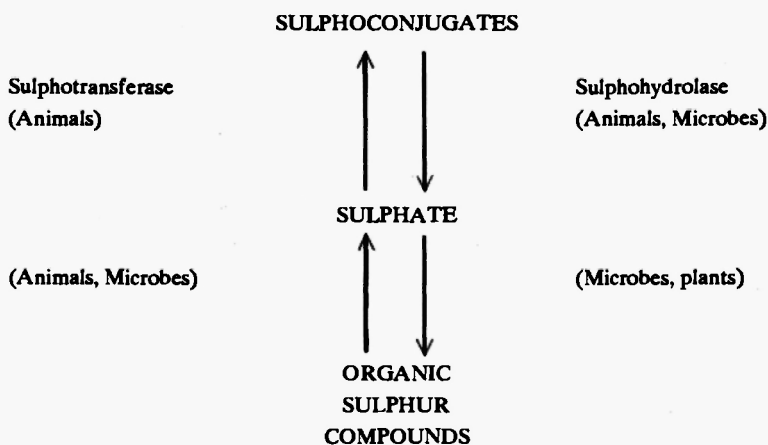 SULPHOCONJUGATES
Sulphotransferase
(Animals)
Sulphohydrolase
(Animals, Microbes)
SULPHATE
(Animals, Microbes)
(Microbes, plants)
ORGANIC
SULPHUR
COMPOUNDS